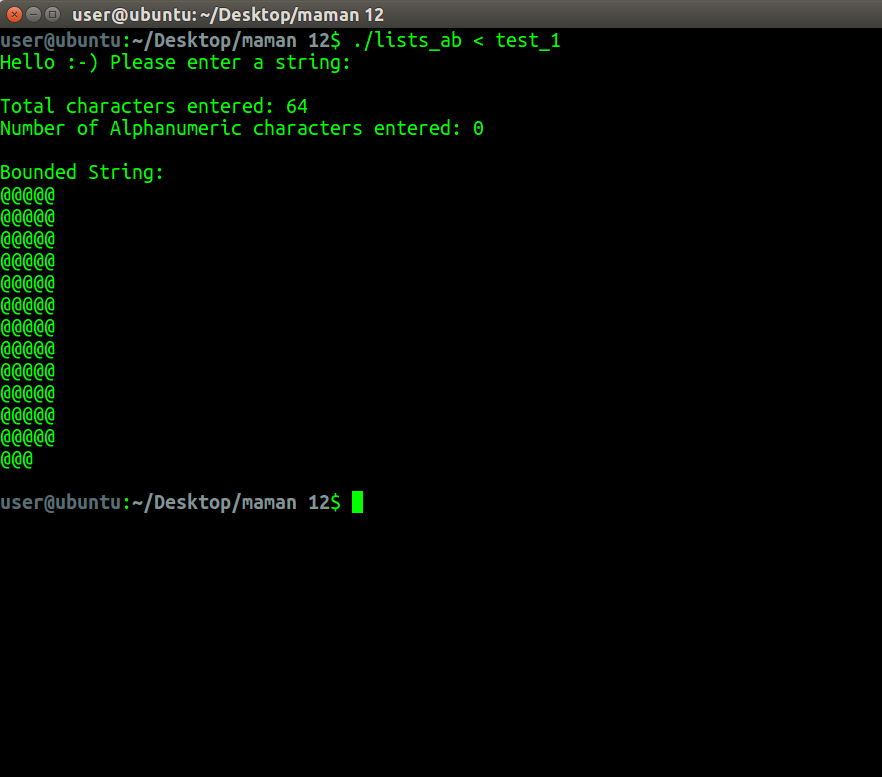 user@ubuntu: ~/Desktop/maman 12
user@ubuntu:~/Desktop/maman 12$ ./lists_ab < test_1
Hello :-) Please enter a string:
Total characters entered: 64
Number of Alphanumeric characters entered: 0
Bounded String:
@@@@@
@@@@@
@@@@@
@@@@@
@@@@@
@@@@@
@@@@@
@@@@@
@@@@@
@@@@@
@@@@@
@@@@@
@@@
user@ubuntu:~/Desktop/maman 12$